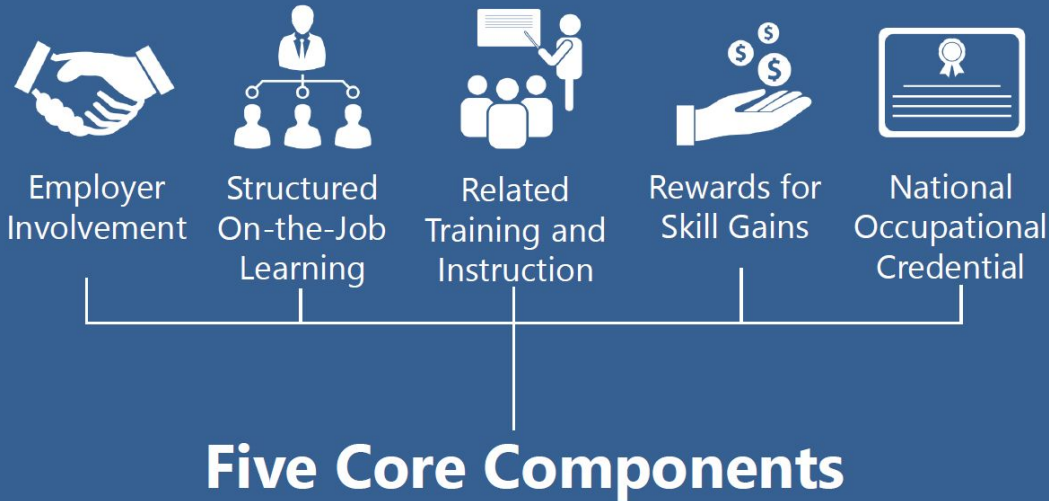 $
$
$
Employer
Involvement
Structured
On-the-Job
Learning
Related
Training and
Instruction
Rewards for
Skill Gains
National
Occupational
Credential
Five Core Components